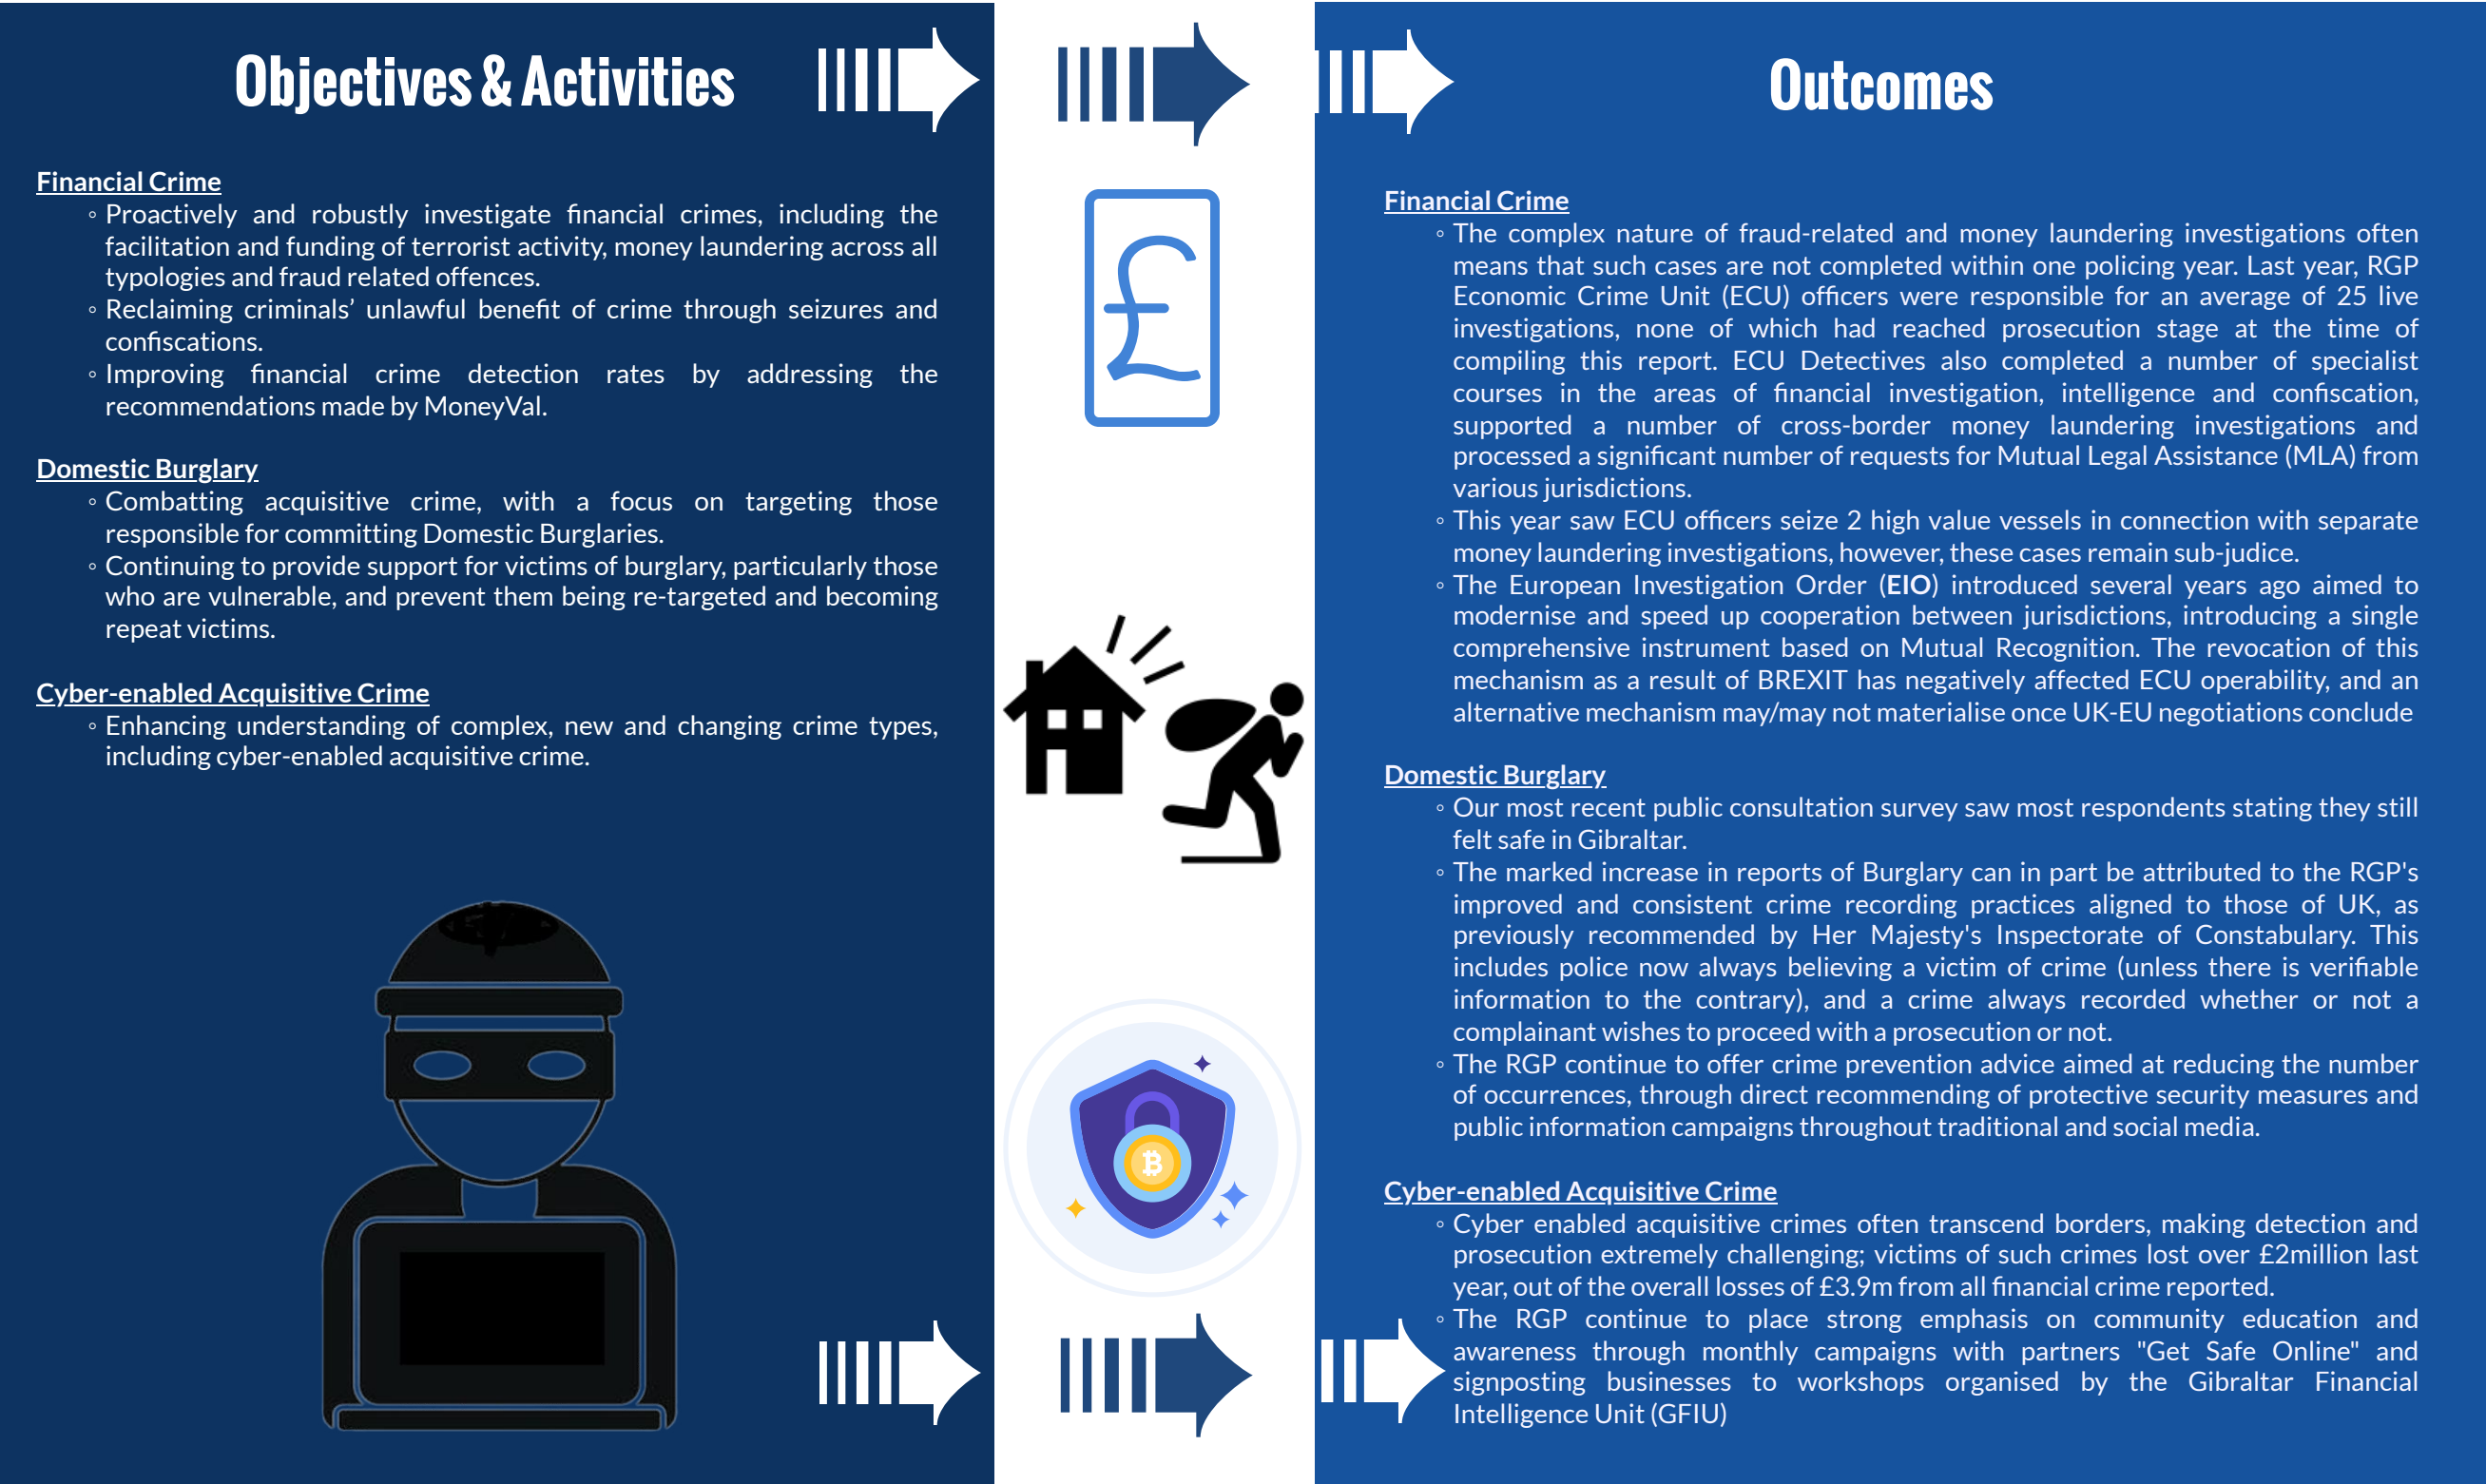 Objectives & Activities
Financial Crime
◦ Proactively and robustly investigate financial crimes, including the
facilitation and funding of terrorist activity, money laundering across all
typologies and fraud related offences.
◦ Reclaiming criminals’ unlawful benefit of crime through seizures and
confiscations.
◦ Improving financial crime detection rates by addressing the
recommendations made by MoneyVal.
Domestic Burglary
◦ Combatting acquisitive crime, with a focus on targeting those
responsible for committing Domestic Burglaries.
◦ Continuing to provide support for victims of burglary, particularly those
who are vulnerable, and prevent them being re-targeted and becoming
repeat victims.
Cyber-enabled Acquisitive Crime
◦ Enhancing understanding of complex, new and changing crime types,
including cyber-enabled acquisitive crime.
£
₿
Outcomes
Financial Crime
◦ The complex nature of fraud-related and money laundering investigations often
means that such cases are not completed within one policing year. Last year, RGP
Economic Crime Unit (ECU) officers were responsible for an average of 25 live
investigations, none of which had reached prosecution stage at the time of
compiling this report. ECU Detectives also completed a number of specialist
courses in the areas of financial investigation, intelligence and confiscation,
supported a number of cross-border money laundering investigations and
processed a significant number of requests for Mutual Legal Assistance (MLA) from
various jurisdictions.
◦ This year saw ECU officers seize 2 high value vessels in connection with separate
money laundering investigations, however, these cases remain sub-judice.
◦ The European Investigation Order (EIO) introduced several years ago aimed to
modernise and speed up cooperation between jurisdictions, introducing a single
comprehensive instrument based on Mutual Recognition. The revocation of this
mechanism as a result of BREXIT has negatively affected ECU operability, and an
alternative mechanism may/may not materialise once UK-EU negotiations conclude
Domestic Burglary
◦ Our most recent public consultation survey saw most respondents stating they still
felt safe in Gibraltar.
◦ The marked increase in reports of Burglary can in part be attributed to the RGP's
improved and consistent crime recording practices aligned to those of UK, as
previously recommended by Her Majesty's Inspectorate of Constabulary. This
includes police now always believing a victim of crime (unless there is verifiable
information to the contrary), and a crime always recorded whether or not a
complainant wishes to proceed with a prosecution or not.
◦ The RGP continue to offer crime prevention advice aimed at reducing the number
of occurrences, through direct recommending of protective security measures and
public information campaigns throughout traditional and social media.
Cyber-enabled Acquisitive Crime
◦ Cyber enabled acquisitive crimes often transcend borders, making detection and
prosecution extremely challenging; victims of such crimes lost over £2million last
year, out of the overall losses of £3.9m from all financial crime reported.
◦ The RGP continue to place strong emphasis on community education and
awareness through monthly campaigns with partners "Get Safe Online" and
signposting businesses to workshops organised by the Gibraltar Financial
Intelligence Unit (GFIU)